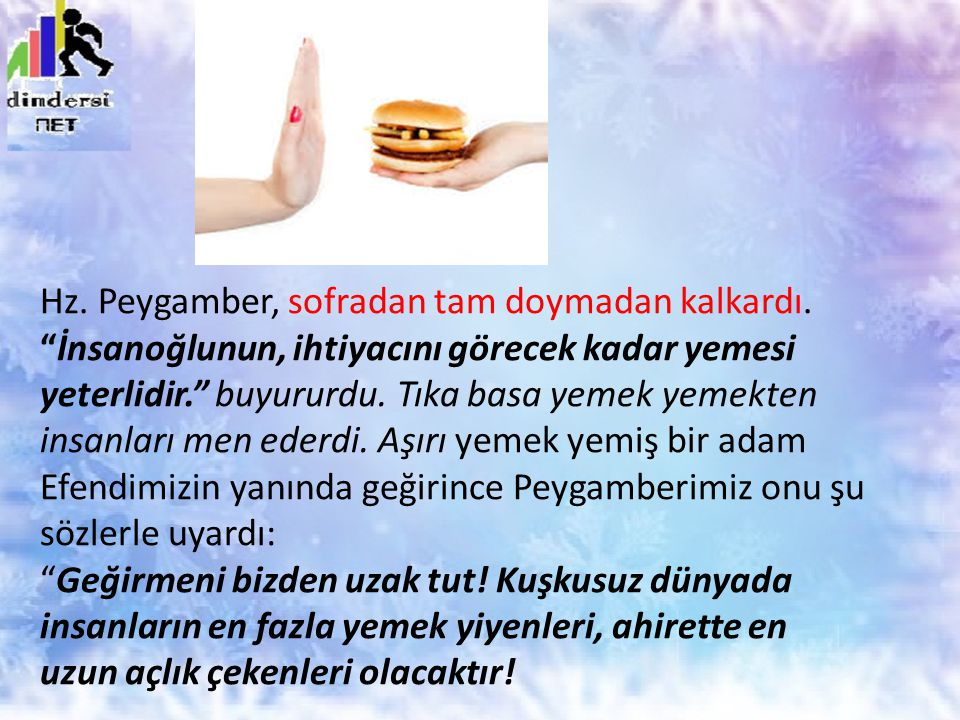 dindersi
NET
Hz. Peygamber, sofradan tam doymadan kalkardı.
“İnsanoğlunun, ihtiyacını görecek kadar yemesi
yeterlidir.” buyururdu. Tıka basa yemek yemekten
insanları men ederdi. Aşırı yemek yemiş bir adam
Efendimizin yanında geğirince Peygamberimiz onu şu
sözlerle uyardı:
“Geğirmeni bizden uzak tut! Kuşkusuz dünyada
insanların en fazla yemek yiyenleri, ahirette en
uzun açlık çekenleri olacaktır!